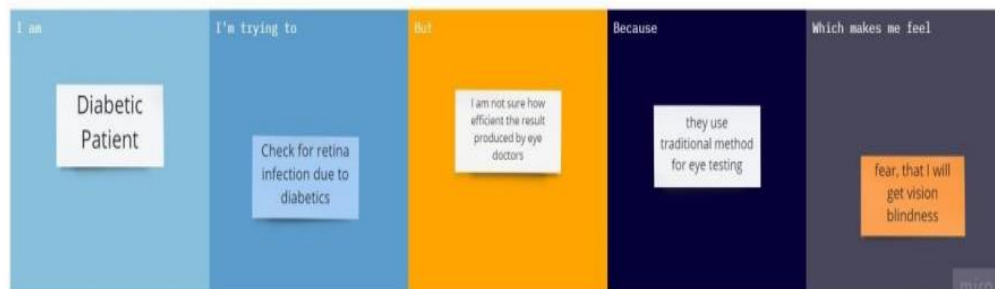 I am
Diabetic
Patient
I'm trying to
Check for retina
infection due to
diabetics
But
I am not sure how
efficient the result
produced by eye
doctors
Because
they use
traditional method
for eye testing
Which makes me feel
fear, that I will
get vision
blindness
miro